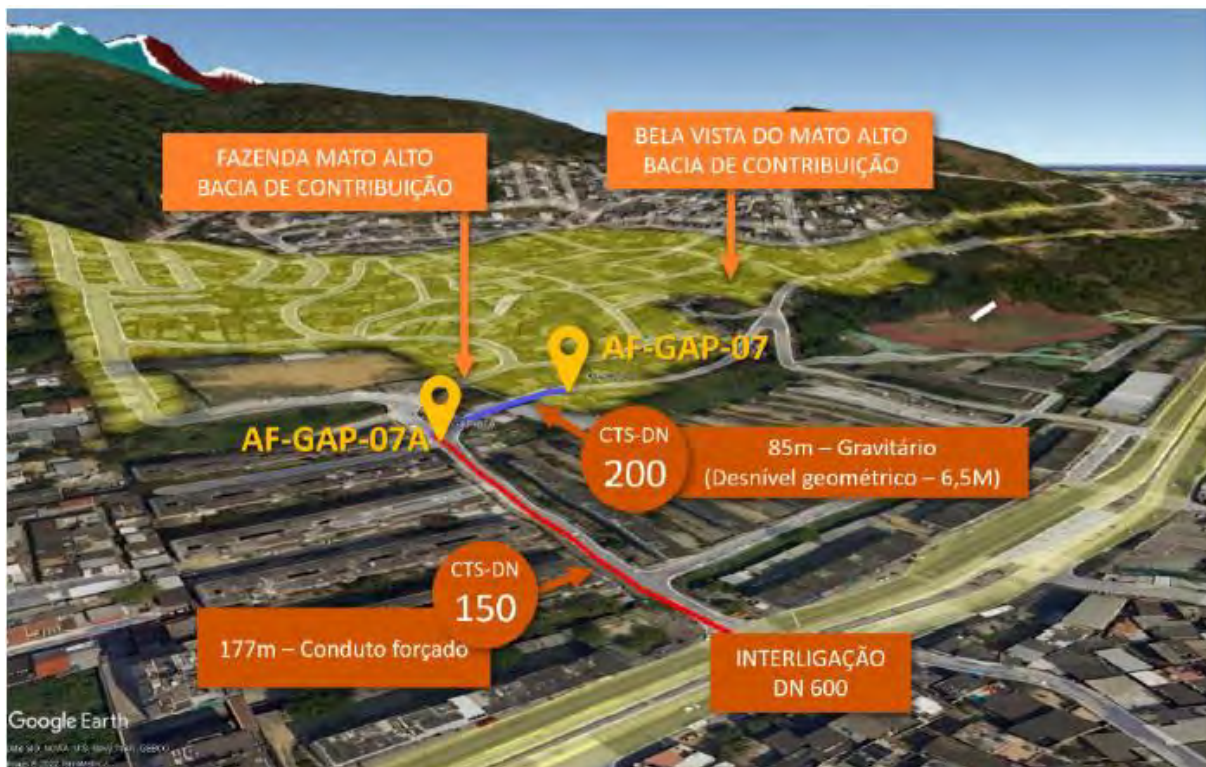 FAZENDA MATO ALTO
BACIA DE CONTRIBUIÇÃO
BELA VISTA DO MATO ALTO
BACIA DE CONTRIBUIÇÃO
AF-GAP-07
AF-GAP-07A
CTS-DN
200
85m – Gravitário
(Desnível geométrico – 6,5M)
CTS-DN
150
177m – Conduto forçado
INTERLIGAÇÃO
DN 600
Google Earth